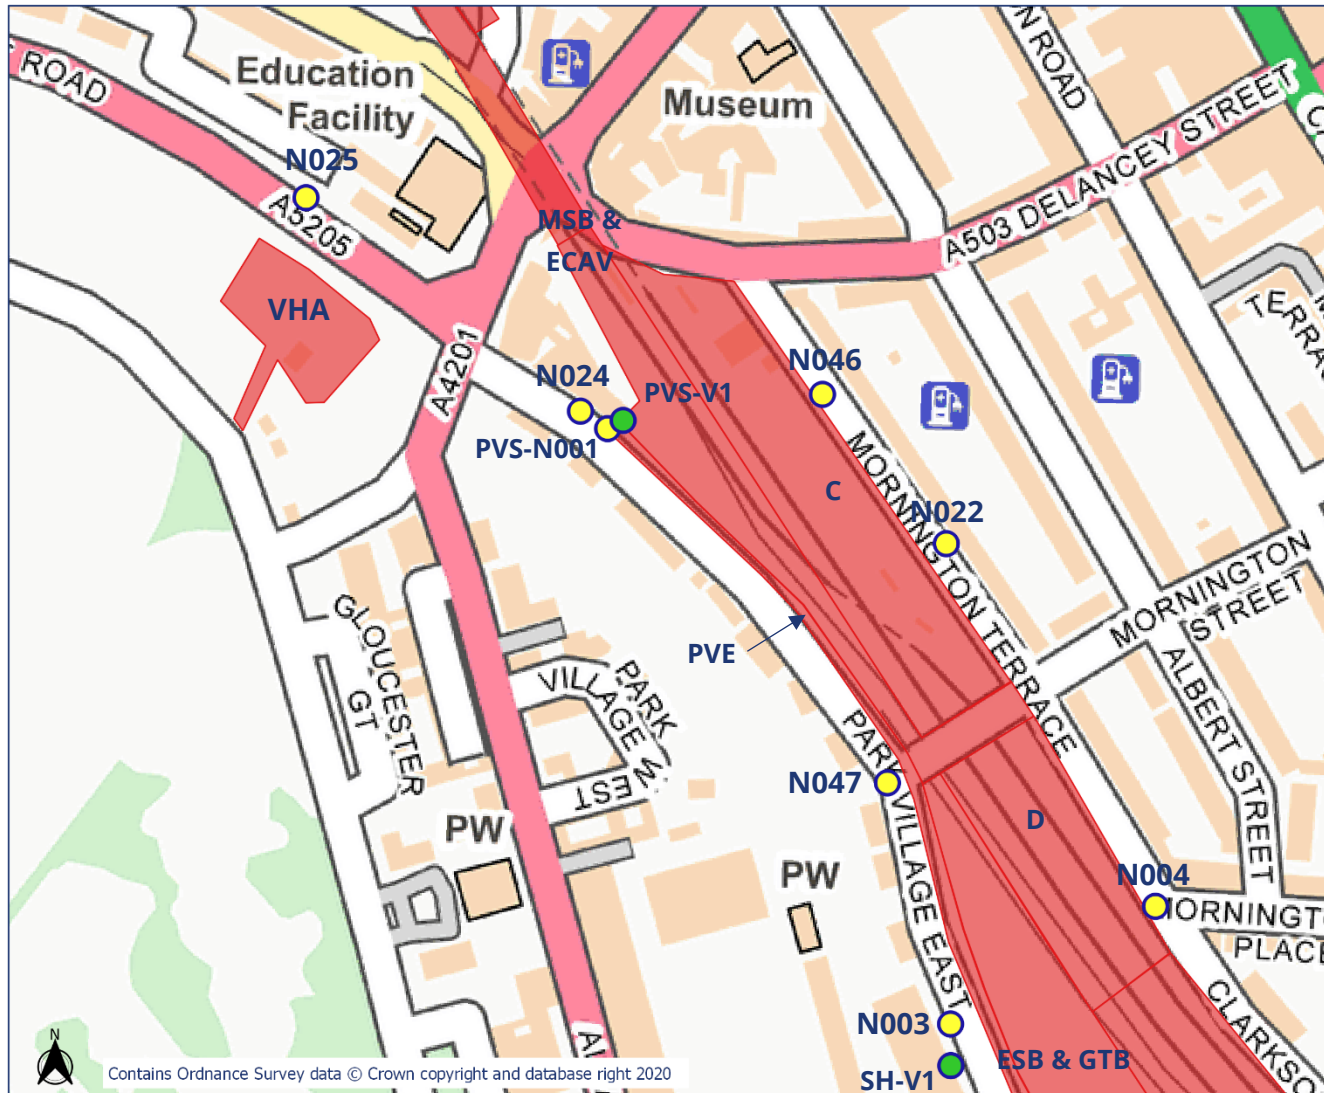 ROAD
Education
Facility
N025
A5205
Museum
N ROAD
A503 DELANCEY STREET
MSB &
ECAV
VHA
A4201
N024
PVS-V1
PVS-N001
N046
C
N022
MORNINGTON TERRACE
MORNINGTON
STREET
ALBERT STREET
PVE
GLOUCESTER
GT
PARK
VILLAGE
WEST
PW
N047
PARK VILLAGE EAST
D
PW
N004
MORNINGT
PLACE
N003
SH-V1
ESB & GTB
CLARKSO
TERRA
N
Contains Ordnance Survey data © Crown copyright and database right 2020